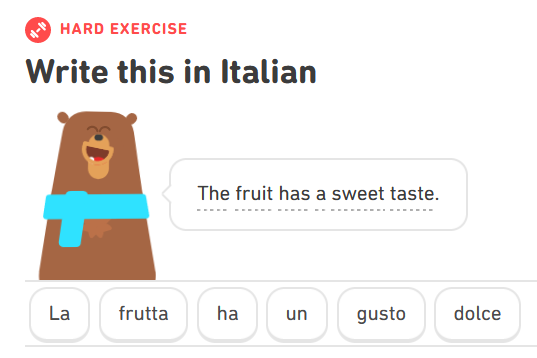 HARD EXERCISE
Write this in Italian
The fruit has a sweet taste.
La frutta ha un gusto dolce